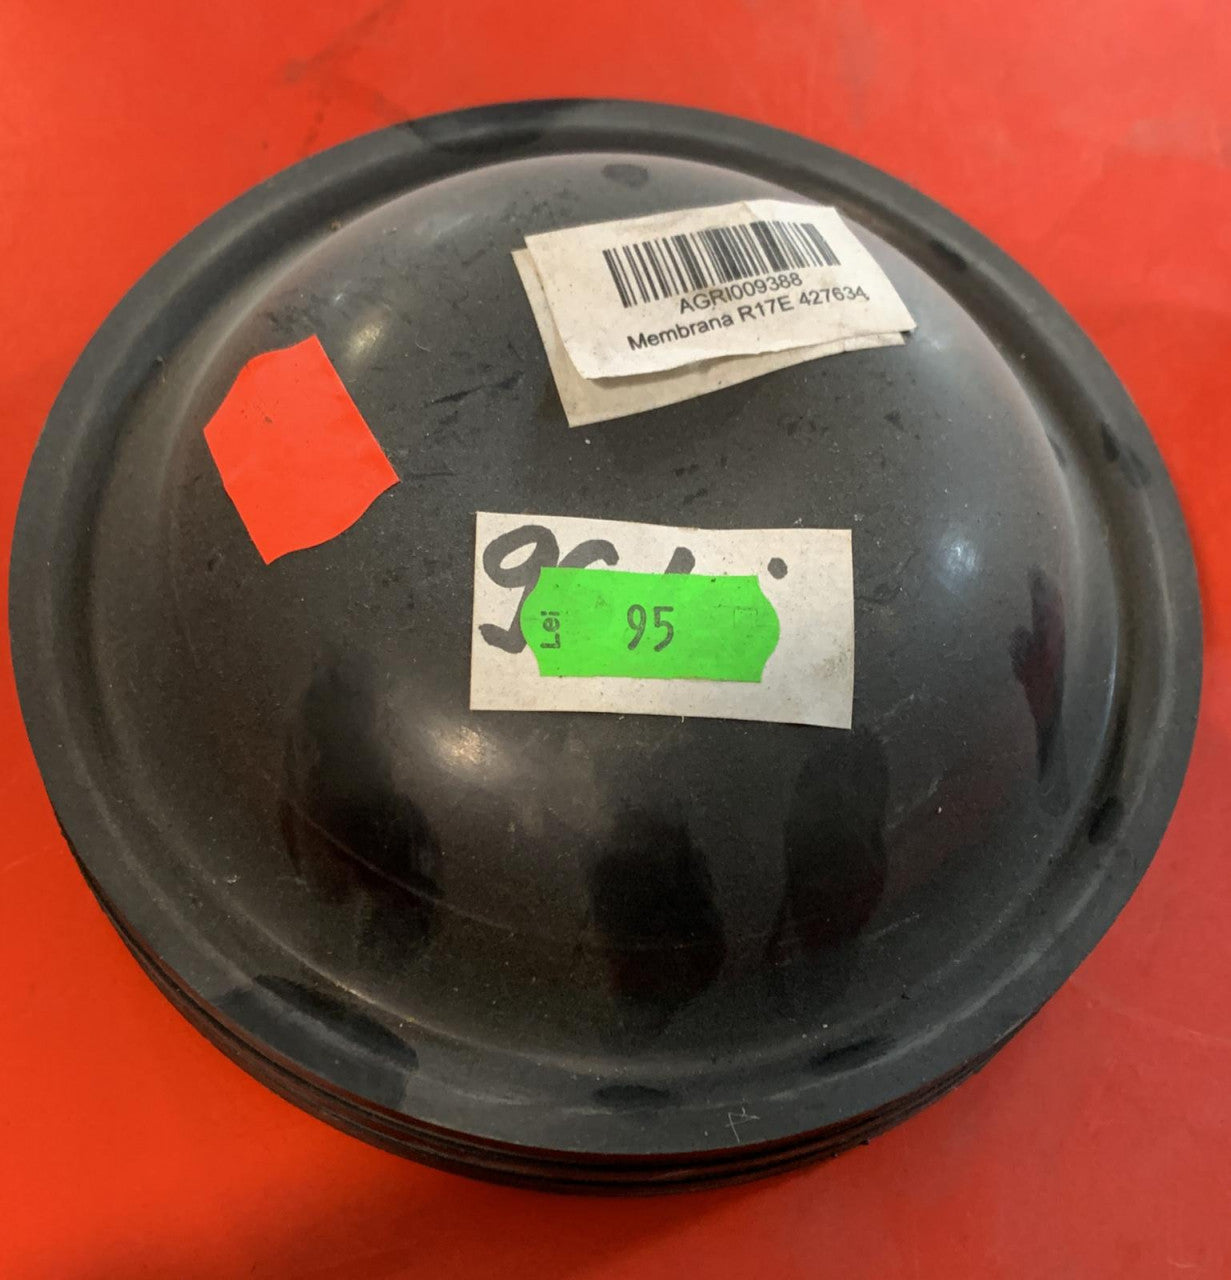 AGRI009388
Membrana R17E 427634
Lei 95